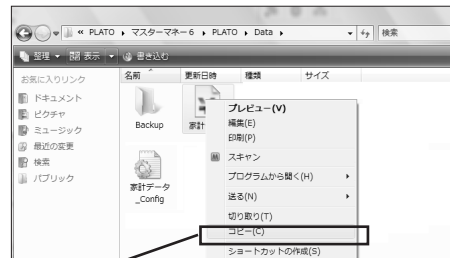 « PLATO ▸ マスターマネー6 ▸ PLATO ▸ Data ▸
検索
整理 表示 書き込む
お気に入りリンク
名前 更新日時 種類 サイズ
ドキュメント
ピクチャ
ミュージック
最近の変更
検索
パブリック
Backup
家計
家計データ
_Config
プレビュー(V)
編集(E)
印刷(P)
スキャン
プログラムから開く(H)
送る(N)
切り取り(T)
コピー(C)
ショートカットの作成(S)